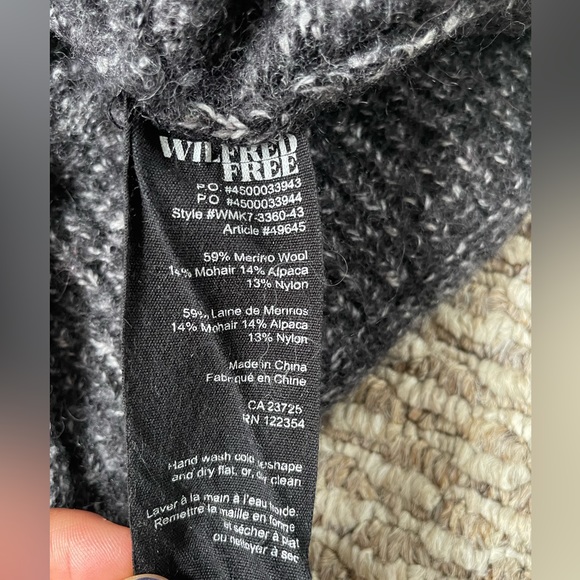 WILFRED
FREE
P.O. #4500033943
P.O. #4500033944
Style #WMK7-3360-43
Article #49645
59% Merino Wool
14% Mohair 14% Alpaca
13% Nylon
59% Laine de Merinos
14% Mohair 14% Alpaca
13% Nylon
Made in China
Fabriqué en Chine
CA 23725
RN 122354
Hand wash cold, reshape
and dry flat, or, dry clean
Laver à la main à l'eau froide.
Remettre la maille en forme
et sécher à plat
ou nettoyer à sec